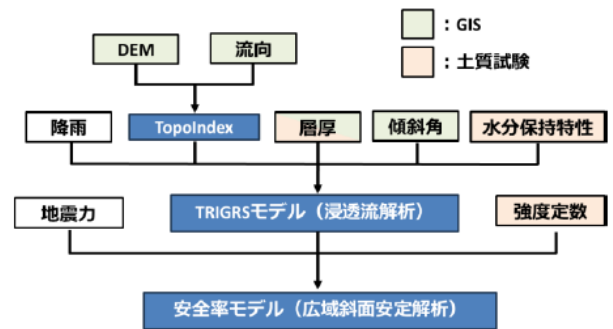 DEM
流向
：GIS
：土質試験
降雨
TopoIndex
層厚
傾斜角
水分保持特性
地震力
TRIGRSモデル（浸透流解析）
強度定数
安全率モデル（広域斜面安定解析）